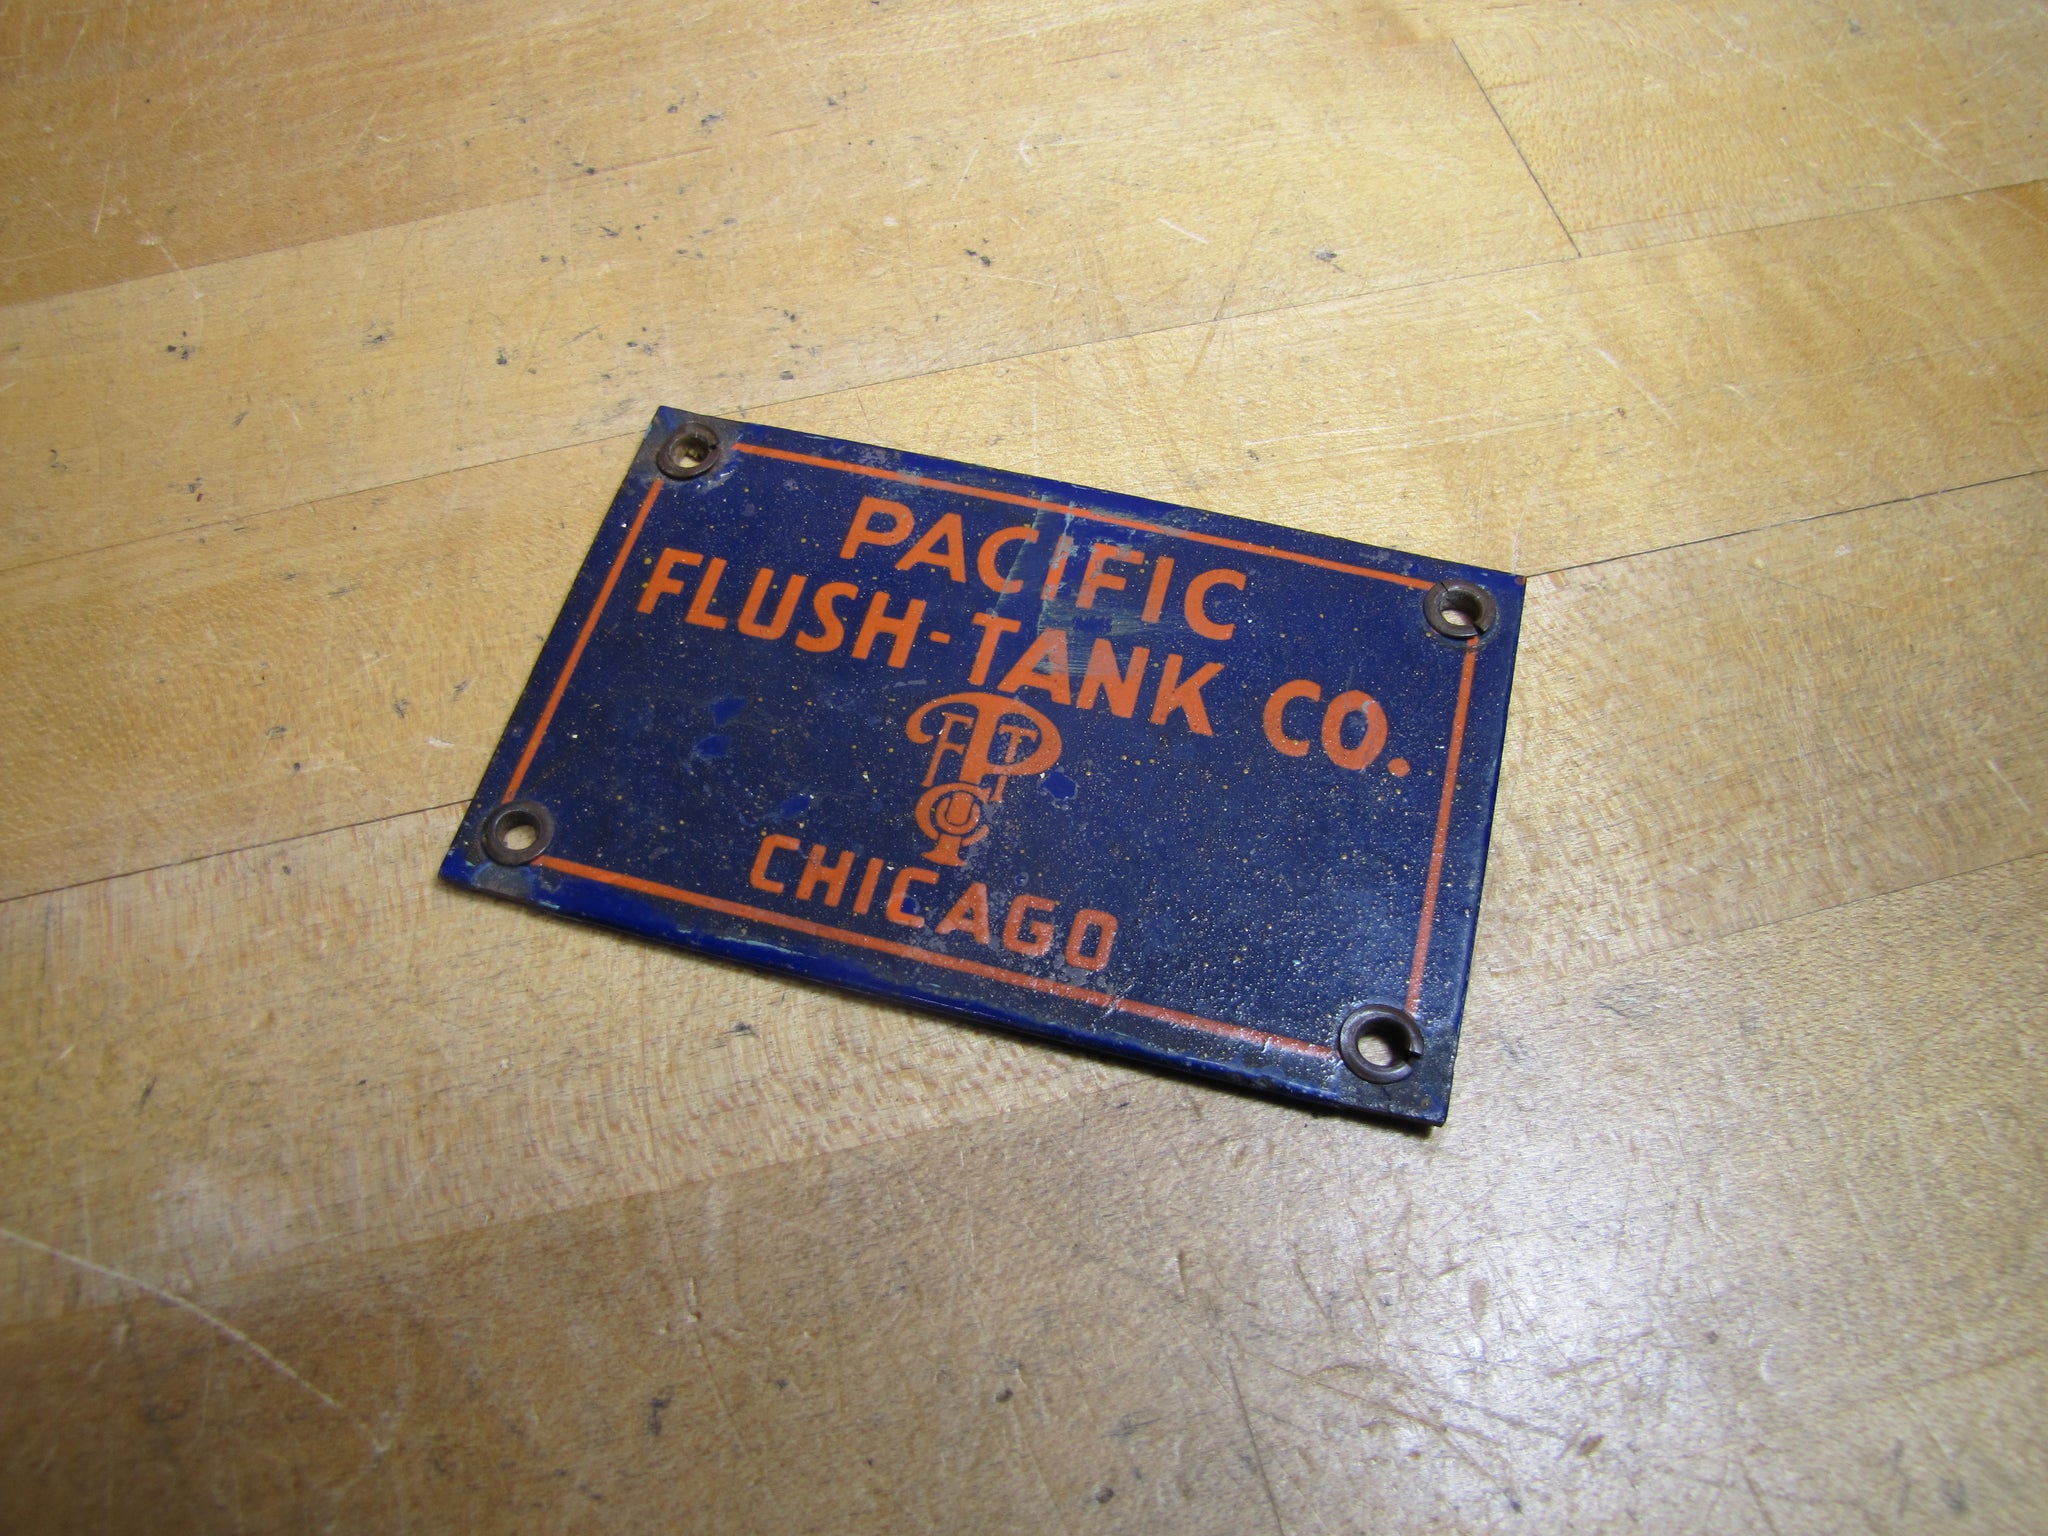 PACIFIC
FLUSH-TANK CO.
CHICAGO